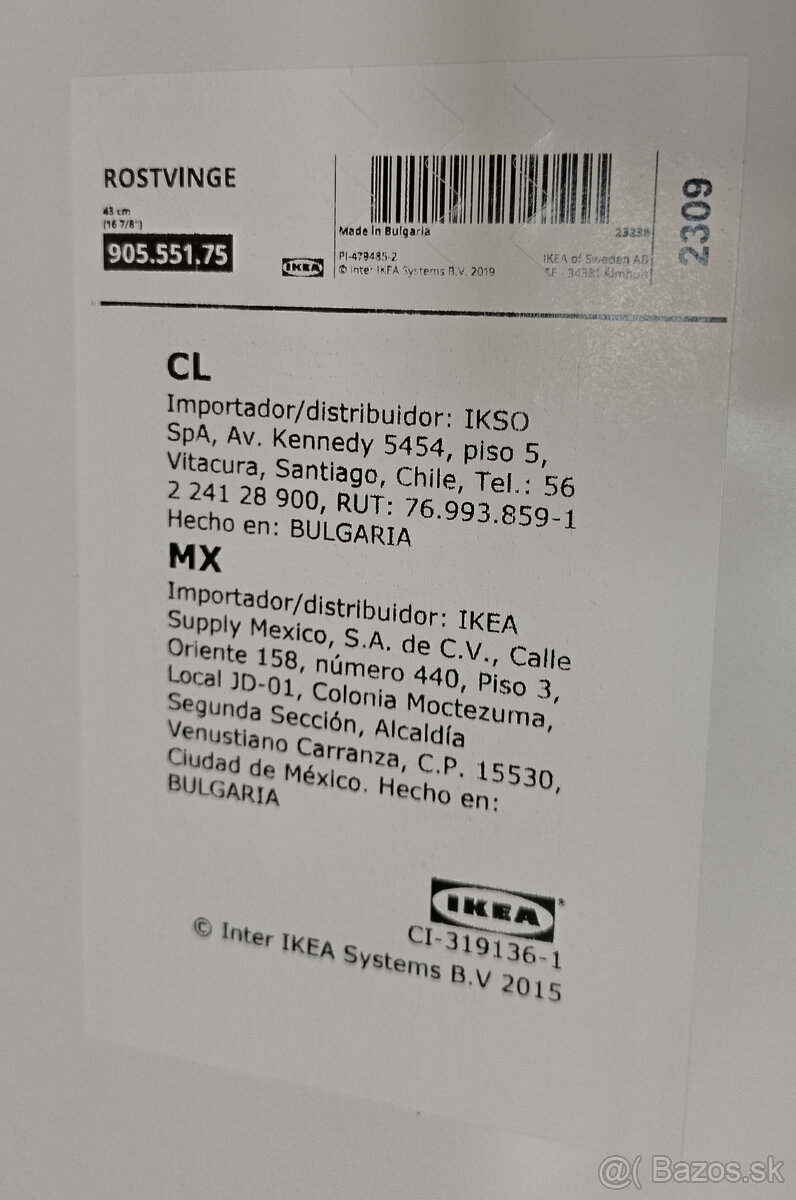 ROSTVINGE
43 cm
(16 7/8")
905.551.75
IKEA
Made in Bulgaria
PI-479485-2
© Inter IKEA Systems B.V. 2019
IKEA of Sweden AB
2309
CL
Importador/distribuidor: IKSO
SpA, Av. Kennedy 5454, piso 5,
Vitacura, Santiago, Chile, Tel.: 56
2 241 28 900, RUT: 76.993.859-1
Hecho en: BULGARIA
MX
Importador/distribuidor: IKEA
Supply Mexico, S.A. de C.V., Calle
Oriente 158, número 440, Piso 3,
Local JD-01, Colonia Moctezuma,
Segunda Sección, Alcaldía
Venustiano Carranza, C.P. 15530,
Ciudad de México. Hecho en:
BULGARIA
IKEA®
CI-319136-1
© Inter IKEA Systems B.V 2015
@( Bazos.sk